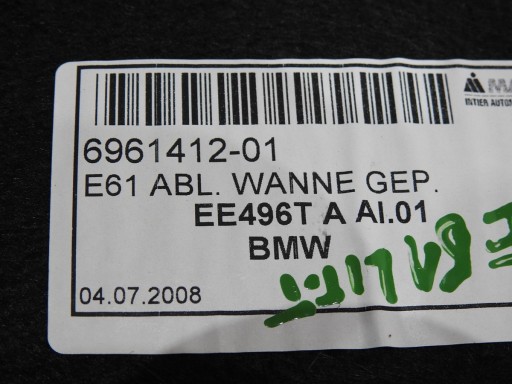 6961412-01
E61 ABL. WANNE GEP.
EE496T A AI.01
BMW
04.07.2008